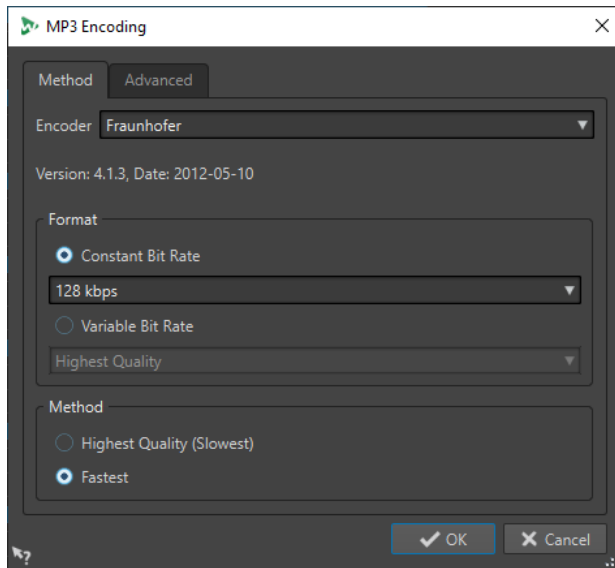 MP3 Encoding
Method Advanced
Encoder Fraunhofer
Version: 4.1.3, Date: 2012-05-10
Format
Constant Bit Rate
128 kbps
Variable Bit Rate
Highest Quality
Method
Highest Quality (Slowest)
Fastest
OK Cancel
?